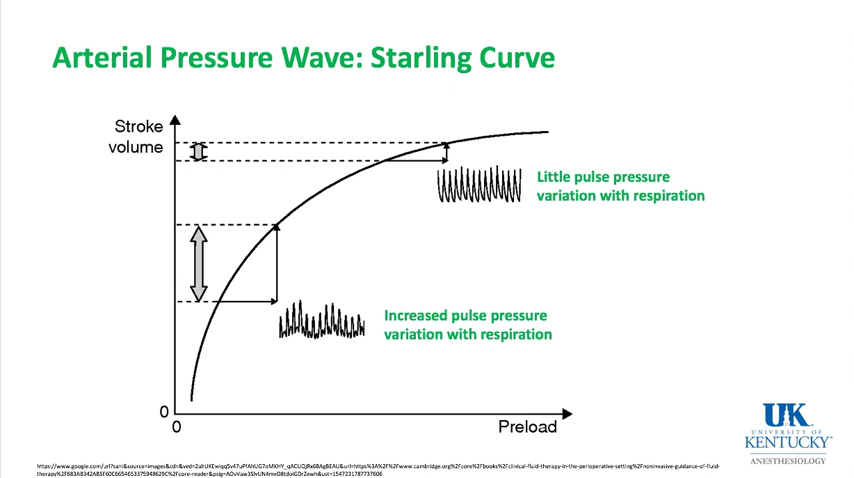 Arterial Pressure Wave: Starling Curve
Stroke
volume
Little pulse pressure
variation with respiration
Increased pulse pressure
variation with respiration
0
0
Preload
UK
UNIVERSITY OF
KENTUCKY
ANESTHESIOLOGY